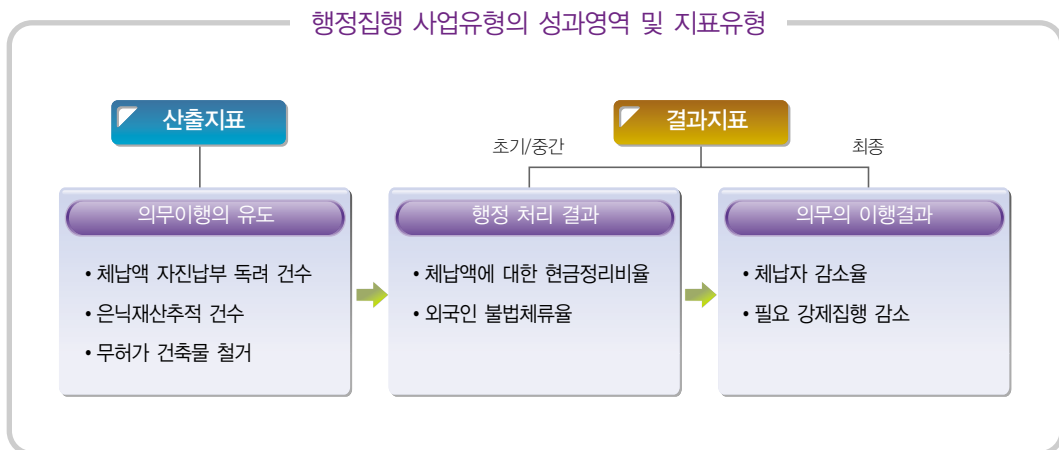 행정집행 사업유형의 성과영역 및 지표유형
산출지표
결과지표
초기/중간
최종
의무이행의 유도
• 체납액 자진납부 독려 건수
• 은닉재산추적 건수
• 무허가 건축물 철거
행정 처리 결과
• 체납액에 대한 현금정리비율
• 외국인 불법체류율
의무의 이행결과
• 체납자 감소율
• 필요 강제집행 감소